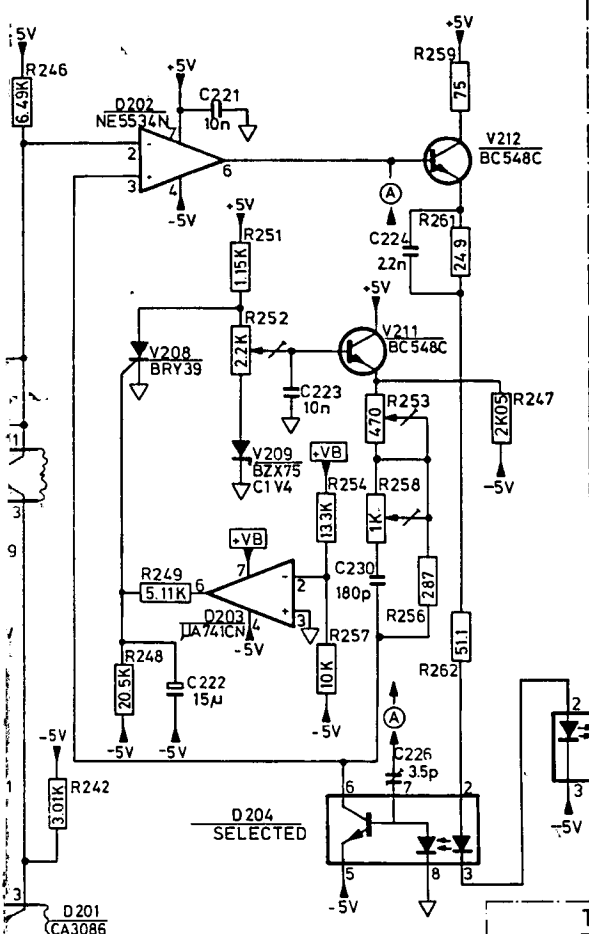 +5V
R246
6.49K
+5V
C221
10n
D202
NE5534N
2
-
3
6
4
-5V
+5V
R259
75
V212
BC548C
A
R261
24.9
C224
2.2n
+5V
R251
1.15K
R252
2.2K
V208
BRY39
+5V
V211
BC548C
C223
10n
R253
470
R247
2K05
-5V
V209
BZX75
C1V4
+VB
R254
13.3K
R258
1K
+VB
7
R249
5.11K
6
-
2
+
3
D203
4
µA741CN
-5V
C230
180p
287
R256
R257
10K
-5V
51.1
R262
R248
20.5K
-5V
C222
15µ
-5V
-5V
R242
3.01K
1
3
9
A
C226
3.5p
6
7
2
D204
SELECTED
5
8
3
-5V
2
3
-5V
1
3
D201
CA3086
T